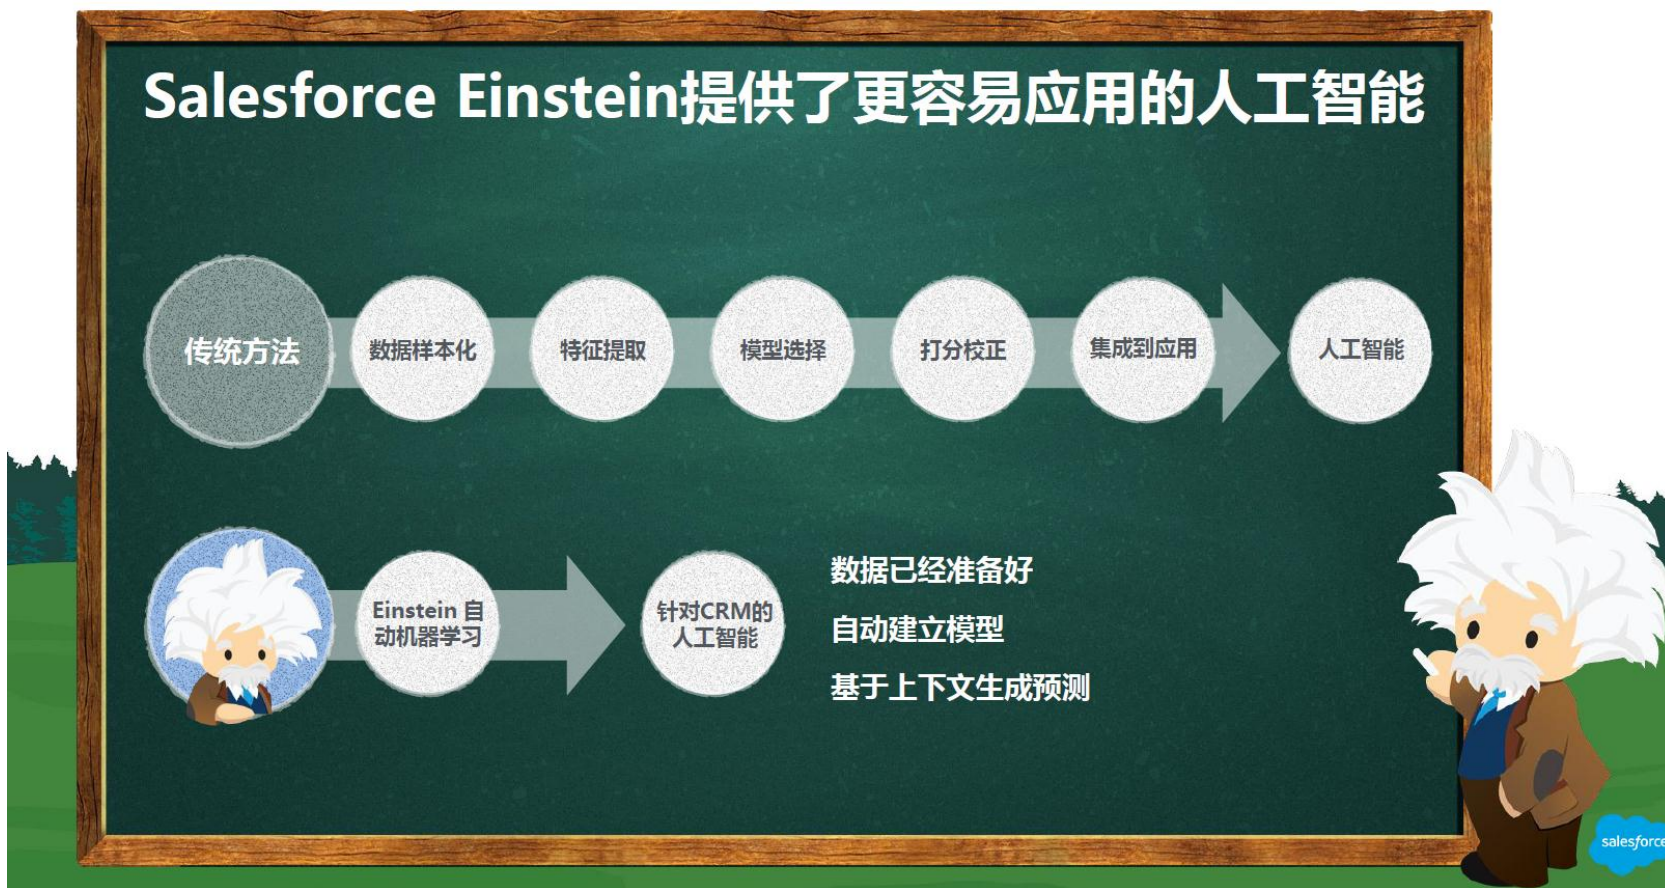 Salesforce Einstein提供了更容易应用的人工智能
传统方法
数据样本化
特征提取
模型选择
打分校正
集成到应用
人工智能
Einstein 自
动机器学习
针对CRM的
人工智能
数据已经准备好
自动建立模型
基于上下文生成预测
salesforce